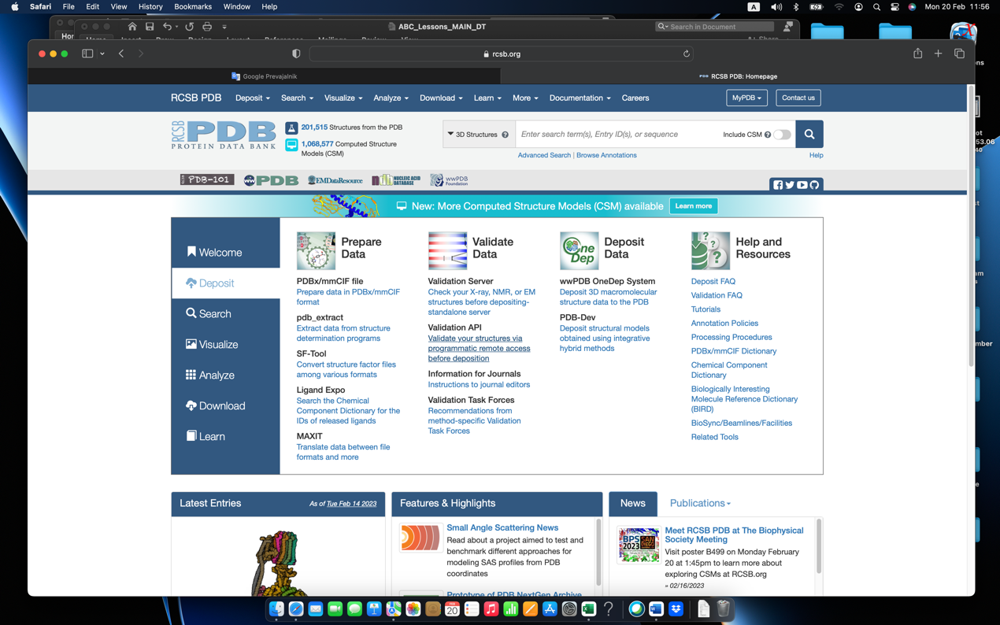 Safari File Edit View History Bookmarks Window Help
A Mon 20 Feb 11:56
ABC_Lessons_MAIN_DT
Search in Document
rcsb.org
Google Prevajalnik
PDB RCSB PDB: Homepage
RCSB PDB Deposit Search Visualize Analyze Download Learn More Documentation Careers MyPDB Contact us
RCSB PDB
PROTEIN DATA BANK
201,515 Structures from the PDB
1,068,577 Computed Structure
Models (CSM)
3D Structures
Enter search term(s), Entry ID(s), or sequence
Include CSM
Advanced Search | Browse Annotations
Help
PDB-101
PDB
EMDataResource
NUCLEIC ACID
DATABASE
wwPDB
Foundation
New: More Computed Structure Models (CSM) available Learn more
Welcome
Deposit
Search
Visualize
Analyze
Download
Learn
Prepare
Data
PDBx/mmCIF file
Prepare data in PDBx/mmCIF
format
pdb_extract
Extract data from structure
determination programs
SF-Tool
Convert structure factor files
among various formats
Ligand Expo
Search the Chemical
Component Dictionary for the
IDs of released ligands
MAXIT
Translate data between file
formats and more
Validate
Data
Validation Server
Check your X-ray, NMR, or EM
structures before depositing-
standalone server
Validation API
Validate your structures via
programmatic remote access
before deposition
Information for Journals
Instructions to journal editors
Validation Task Forces
Recommendations from
method-specific Validation
Task Forces
OneDep
Deposit
Data
wwPDB OneDep System
Deposit 3D macromolecular
structure data to the PDB
PDB-Dev
Deposit structural models
obtained using integrative
hybrid methods
Help and
Resources
Deposit FAQ
Validation FAQ
Tutorials
Annotation Policies
Processing Procedures
PDBx/mmCIF Dictionary
Chemical Component
Dictionary
Biologically Interesting
Molecule Reference Dictionary
(BIRD)
BioSync/Beamlines/Facilities
Related Tools
Latest Entries As of Tue Feb 14 2023
Features & Highlights
Small Angle Scattering News
Read about a project aimed to test and
benchmark different approaches for
modeling SAS profiles from PDB
coordinates
Prototype of PDB NextGen Archive
News Publications
BPS
2023
SAN
Meet RCSB PDB at The Biophysical
Society Meeting
Visit poster B499 on Monday February
20 at 1:45pm to learn more about
exploring CSMs at RCSB.org
» 02/16/2023
20